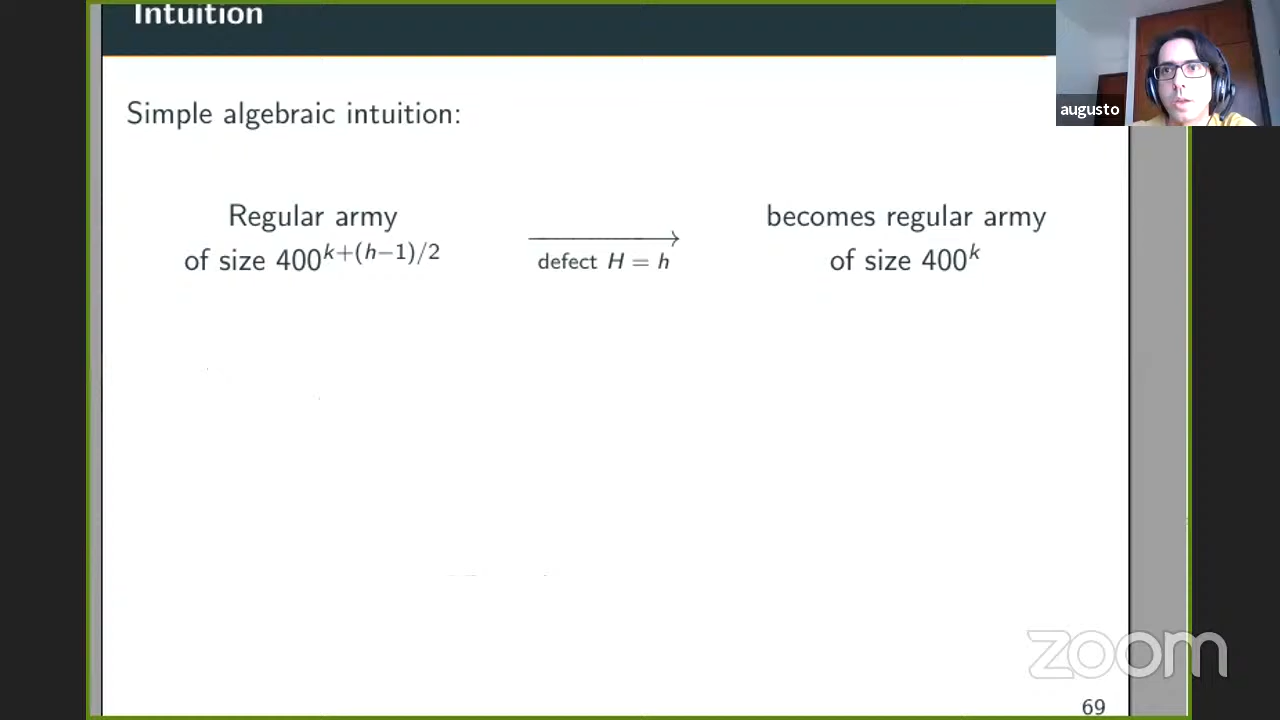 Intuition
augusto
Simple algebraic intuition:
Regular army
of size 400^{k+(h−1)/2}
defect H = h
becomes regular army
of size 400^k
zoom
69